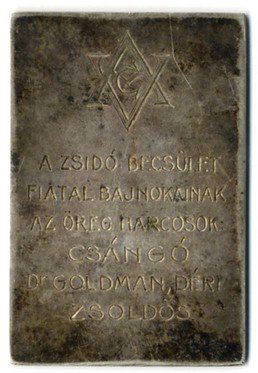 A ZSIDÓ BECSÜLET
FIATAL BAJNOKAINAK
AZ ÖREG HARCOSOK:
CSÁNGÓ
Dr GOLDMAN, DÉRI
ZSOLDOS